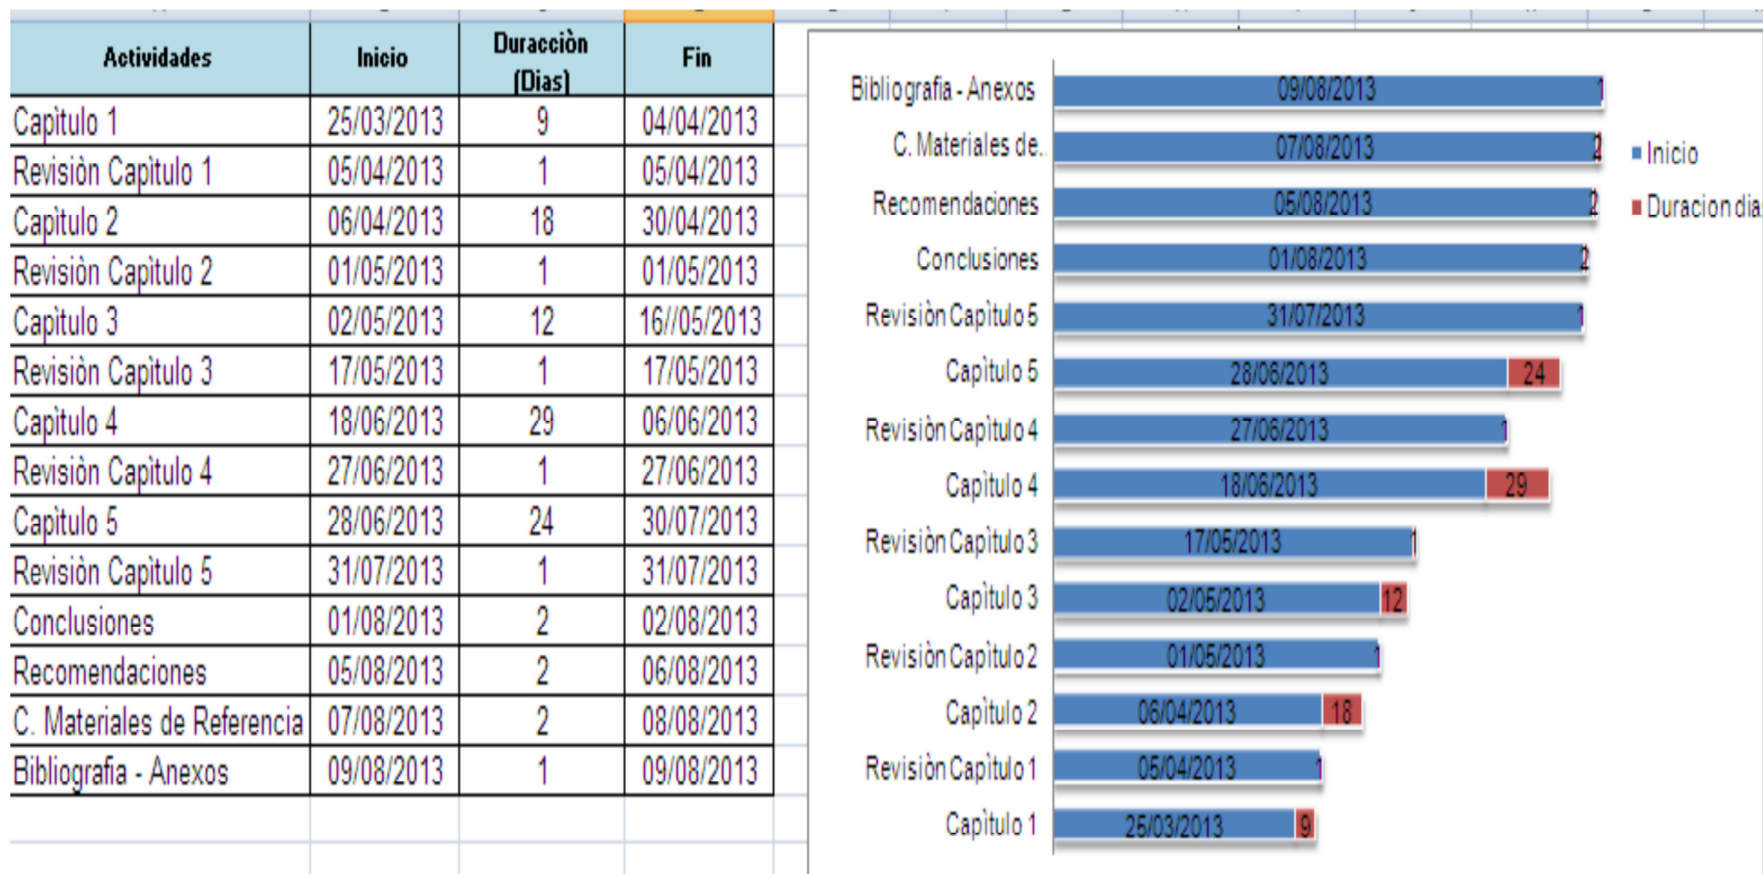 Actividades Inicio Duracciòn (Dias) Fin
Capìtulo 1 25/03/2013 9 04/04/2013
Revisiòn Capìtulo 1 05/04/2013 1 05/04/2013
Capìtulo 2 06/04/2013 18 30/04/2013
Revisiòn Capìtulo 2 01/05/2013 1 01/05/2013
Capìtulo 3 02/05/2013 12 16//05/2013
Revisiòn Capìtulo 3 17/05/2013 1 17/05/2013
Capìtulo 4 18/06/2013 29 06/06/2013
Revisiòn Capìtulo 4 27/06/2013 1 27/06/2013
Capìtulo 5 28/06/2013 24 30/07/2013
Revisiòn Capìtulo 5 31/07/2013 1 31/07/2013
Conclusiones 01/08/2013 2 02/08/2013
Recomendaciones 05/08/2013 2 06/08/2013
C. Materiales de Referencia 07/08/2013 2 08/08/2013
Bibliografia - Anexos 09/08/2013 1 09/08/2013
Bibliografia - Anexos 09/08/2013 1
C. Materiales de.. 07/08/2013 2
Recomendaciones 05/08/2013 2
Conclusiones 01/08/2013 2
Revisiòn Capìtulo 5 31/07/2013 1
Capìtulo 5 28/06/2013 24
Revisiòn Capìtulo 4 27/06/2013 1
Capìtulo 4 18/06/2013 29
Revisiòn Capìtulo 3 17/05/2013 1
Capìtulo 3 02/05/2013 12
Revisiòn Capìtulo 2 01/05/2013 1
Capìtulo 2 06/04/2013 18
Revisiòn Capìtulo 1 05/04/2013 1
Capìtulo 1 25/03/2013 9
Inicio
Duracion dia